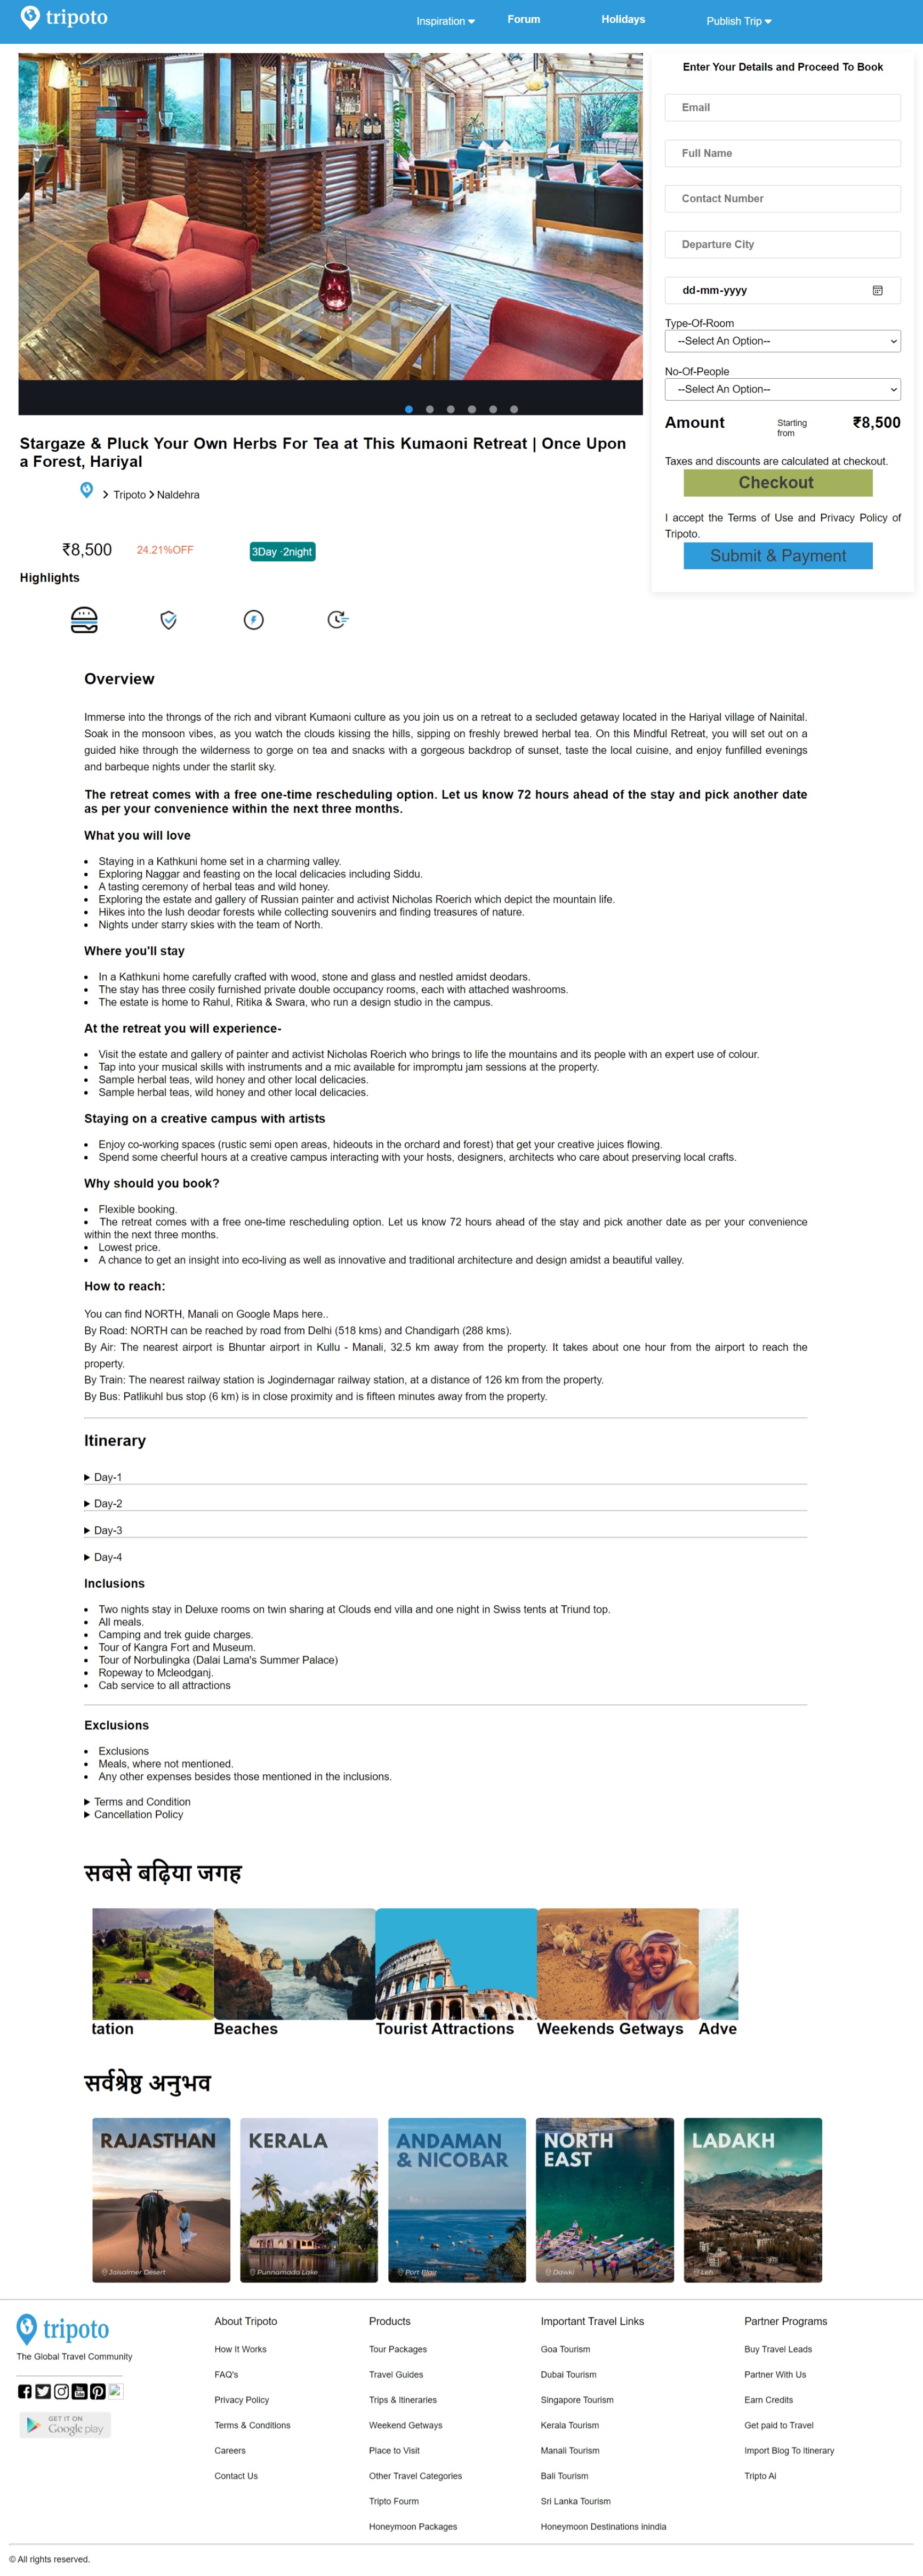 tripoto
Inspiration
Forum
Holidays
Publish Trip
Enter Your Details and Proceed To Book
Email
Full Name
Contact Number
Departure City
dd-mm-yyyy
Type-Of-Room
--Select An Option--
No-Of-People
--Select An Option--
Amount
Starting
from
₹8,500
Taxes and discounts are calculated at checkout.
Checkout
I accept the Terms of Use and Privacy Policy of
Tripoto.
Submit & Payment
Stargaze & Pluck Your Own Herbs For Tea at This Kumaoni Retreat | Once Upon
a Forest, Hariyal
Tripoto
Naldehra
₹8,500
24.21%OFF
3Day ·2night
Highlights
Overview
Immerse into the throngs of the rich and vibrant Kumaoni culture as you join us on a retreat to a secluded getaway located in the Hariyal village of Nainital.
Soak in the monsoon vibes, as you watch the clouds kissing the hills, sipping on freshly brewed herbal tea. On this Mindful Retreat, you will set out on a
guided hike through the wilderness to gorge on tea and snacks with a gorgeous backdrop of sunset, taste the local cuisine, and enjoy funfilled evenings
and barbeque nights under the starlit sky.
The retreat comes with a free one-time rescheduling option. Let us know 72 hours ahead of the stay and pick another date
as per your convenience within the next three months.
What you will love
Staying in a Kathkuni home set in a charming valley.
Exploring Naggar and feasting on the local delicacies including Siddu.
A tasting ceremony of herbal teas and wild honey.
Exploring the estate and gallery of Russian painter and activist Nicholas Roerich which depict the mountain life.
Hikes into the lush deodar forests while collecting souvenirs and finding treasures of nature.
Nights under starry skies with the team of North.
Where you'll stay
In a Kathkuni home carefully crafted with wood, stone and glass and nestled amidst deodars.
The stay has three cosily furnished private double occupancy rooms, each with attached washrooms.
The estate is home to Rahul, Ritika & Swara, who run a design studio in the campus.
At the retreat you will experience-
Visit the estate and gallery of painter and activist Nicholas Roerich who brings to life the mountains and its people with an expert use of colour.
Tap into your musical skills with instruments and a mic available for impromptu jam sessions at the property.
Sample herbal teas, wild honey and other local delicacies.
Sample herbal teas, wild honey and other local delicacies.
Staying on a creative campus with artists
Enjoy co-working spaces (rustic semi open areas, hideouts in the orchard and forest) that get your creative juices flowing.
Spend some cheerful hours at a creative campus interacting with your hosts, designers, architects who care about preserving local crafts.
Why should you book?
Flexible booking.
The retreat comes with a free one-time rescheduling option. Let us know 72 hours ahead of the stay and pick another date as per your convenience
within the next three months.
Lowest price.
A chance to get an insight into eco-living as well as innovative and traditional architecture and design amidst a beautiful valley.
How to reach:
You can find NORTH, Manali on Google Maps here..
By Road: NORTH can be reached by road from Delhi (518 kms) and Chandigarh (288 kms).
By Air: The nearest airport is Bhuntar airport in Kullu - Manali, 32.5 km away from the property. It takes about one hour from the airport to reach the
property.
By Train: The nearest railway station is Jogindernagar railway station, at a distance of 126 km from the property.
By Bus: Patlikuhl bus stop (6 km) is in close proximity and is fifteen minutes away from the property.
Itinerary
Day-1
Day-2
Day-3
Day-4
Inclusions
Two nights stay in Deluxe rooms on twin sharing at Clouds end villa and one night in Swiss tents at Triund top.
All meals.
Camping and trek guide charges.
Tour of Kangra Fort and Museum.
Tour of Norbulingka (Dalai Lama's Summer Palace)
Ropeway to Mcleodganj.
Cab service to all attractions
Exclusions
Exclusions
Meals, where not mentioned.
Any other expenses besides those mentioned in the inclusions.
Terms and Condition
Cancellation Policy
सबसे बढ़िया जगह
tation
Beaches
Tourist Attractions
Weekends Getways
Adve
सर्वश्रेष्ठ अनुभव
RAJASTHAN
Jaisalmer Desert
KERALA
Punnamada Lake
ANDAMAN
& NICOBAR
Port Blair
NORTH
EAST
Dawki
LADAKH
Leh
tripoto
The Global Travel Community
GET IT ON
Google play
About Tripoto
How It Works
FAQ's
Privacy Policy
Terms & Conditions
Careers
Contact Us
Products
Tour Packages
Travel Guides
Trips & Itineraries
Weekend Getways
Place to Visit
Other Travel Categories
Tripto Fourm
Honeymoon Packages
Important Travel Links
Goa Tourism
Dubai Tourism
Singapore Tourism
Kerala Tourism
Manali Tourism
Bali Tourism
Sri Lanka Tourism
Honeymoon Destinations inindia
Partner Programs
Buy Travel Leads
Partner With Us
Earn Credits
Get paid to Travel
Import Blog To Itinerary
Tripto Ai
© All rights reserved.